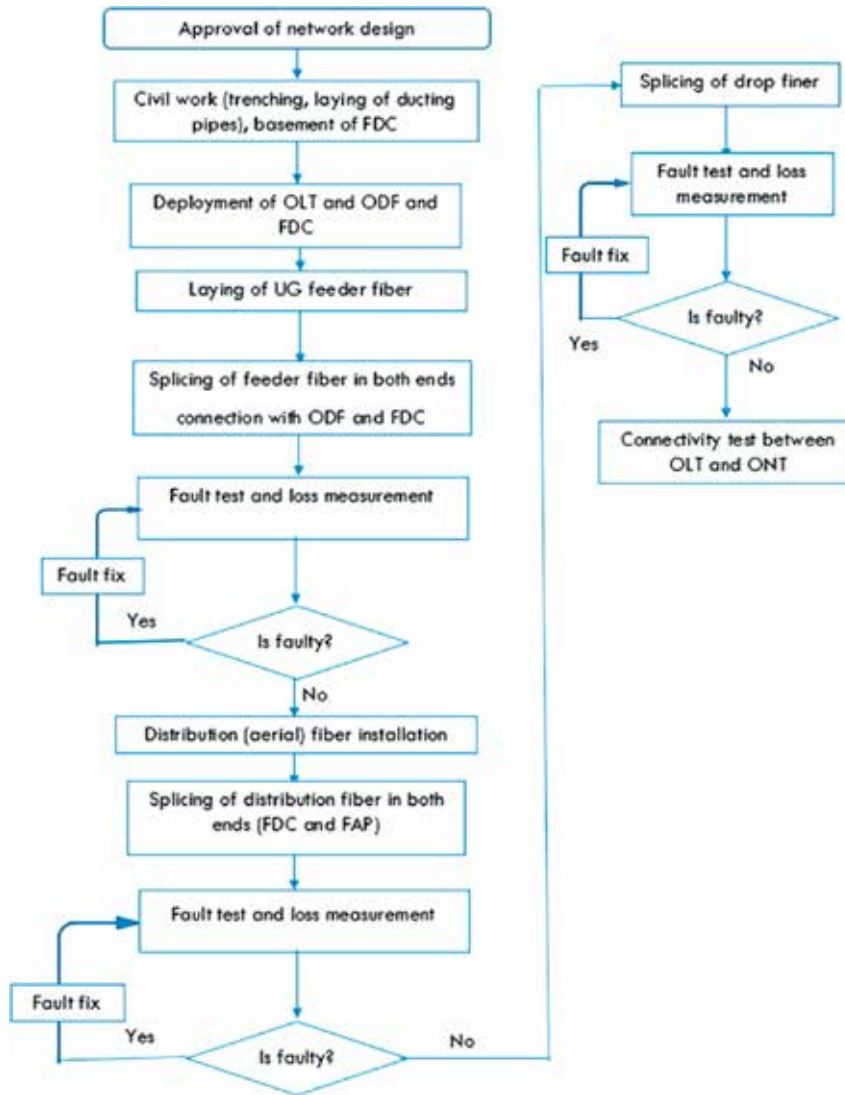 Approval of network design
Civil work (trenching, laying of ducting
pipes), basement of FDC
Deployment of OLT and ODF and
FDC
Laying of UG feeder fiber
Splicing of feeder fiber in both ends
connection with ODF and FDC
Fault test and loss measurement
Fault fix
Yes
Is faulty?
No
Distribution (aerial) fiber installation
Splicing of distribution fiber in both
ends (FDC and FAP)
Fault test and loss measurement
Fault fix
Yes
Is faulty?
No
Splicing of drop finer
Fault test and loss
measurement
Fault fix
Is faulty?
Yes
No
Connectivity test between
OLT and ONT